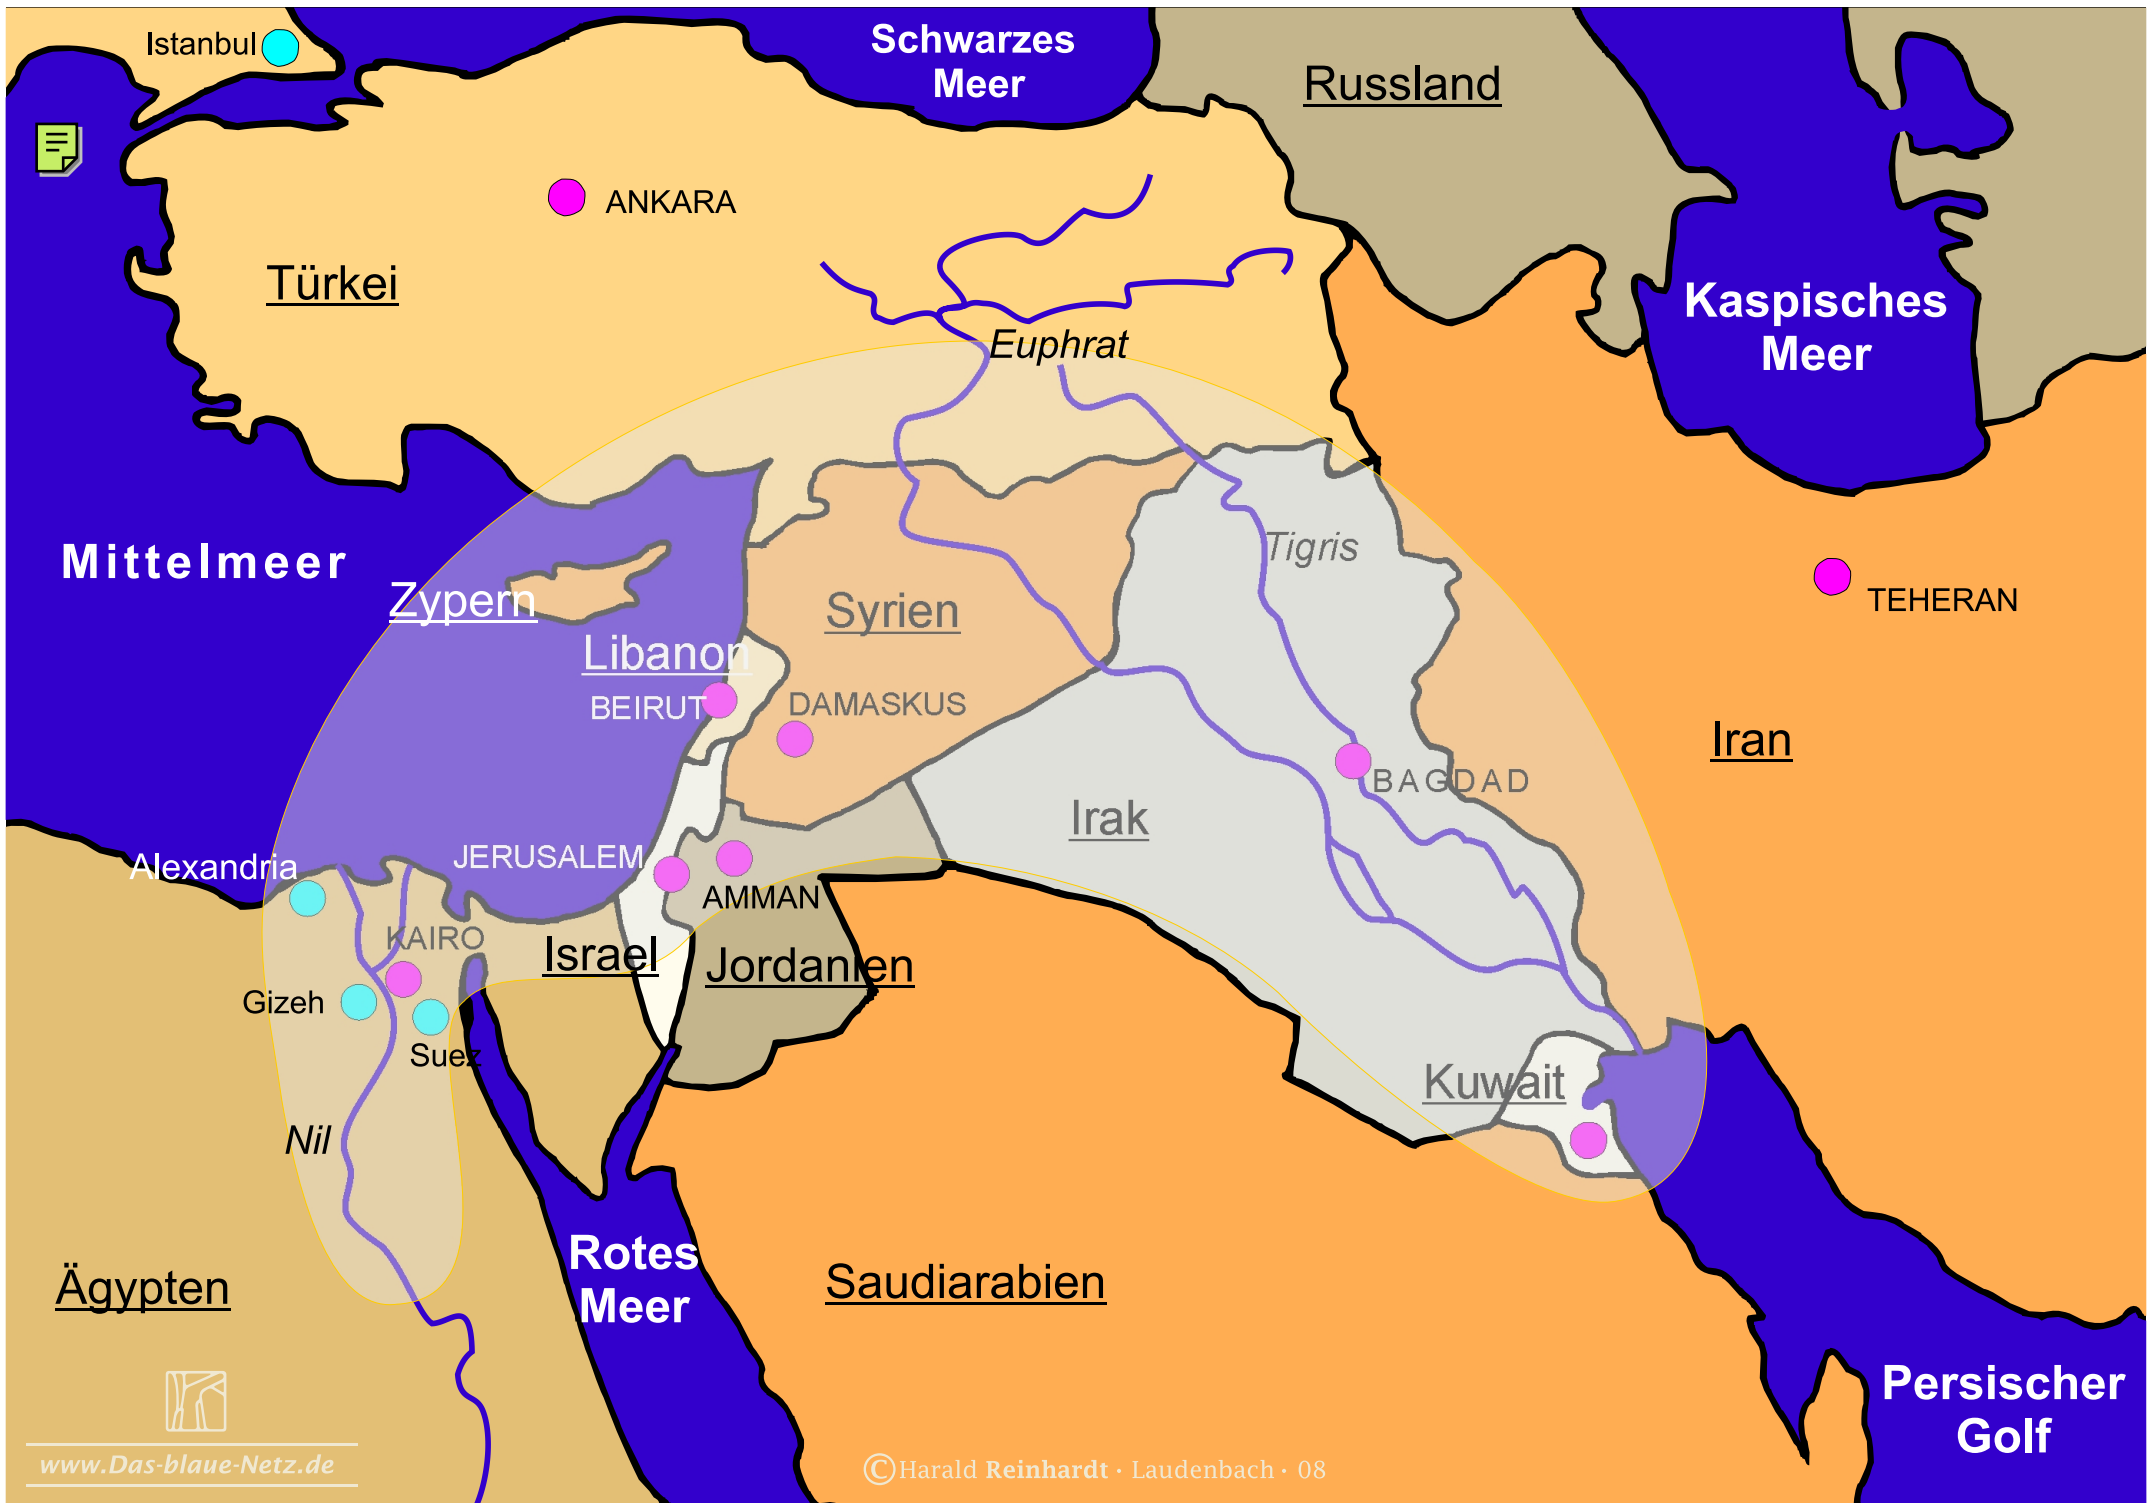 Istanbul
Schwarzes
Meer
Russland
ANKARA
Türkei
Kaspisches
Meer
Euphrat
Mittelmeer
Tigris
Zypern
Syrien
TEHERAN
Libanon
BEIRUT
DAMASKUS
Iran
BAGDAD
Irak
JERUSALEM
Alexandria
AMMAN
KAIRO
Israel
Jordanien
Gizeh
Suez
Kuwait
Nil
Rotes
Meer
Ägypten
Saudiarabien
Persischer
Golf
www.Das-blaue-Netz.de
©Harald Reinhardt · Laudenbach · 08